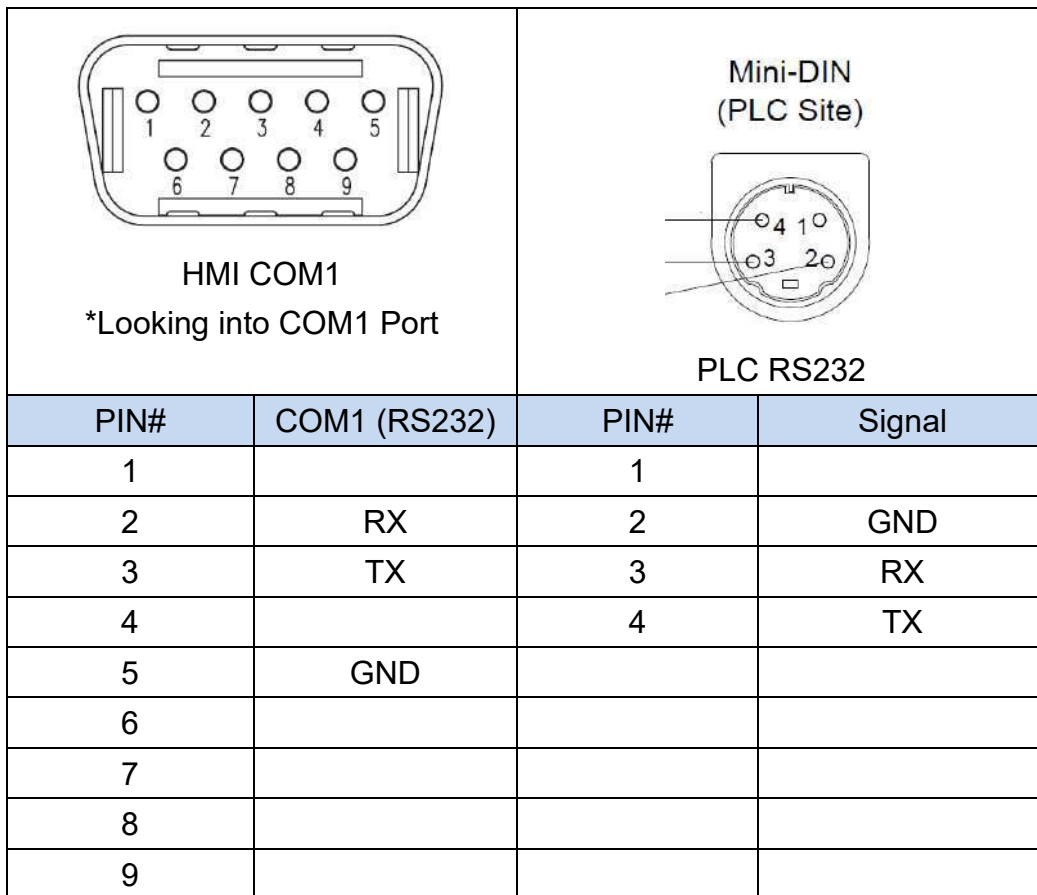 1 2 3 4 5
6 7 8 9
HMI COM1
*Looking into COM1 Port
Mini-DIN
(PLC Site)
4 1
3 2
PLC RS232
PIN# COM1 (RS232) PIN# Signal
1 1
2 RX 2 GND
3 TX 3 RX
4 4 TX
5 GND
6
7
8
9